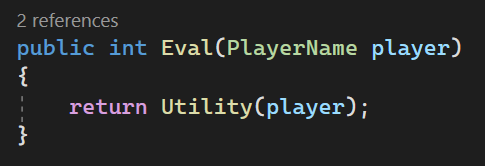 2 references
public int Eval(PlayerName player)
{
return Utility(player);
}